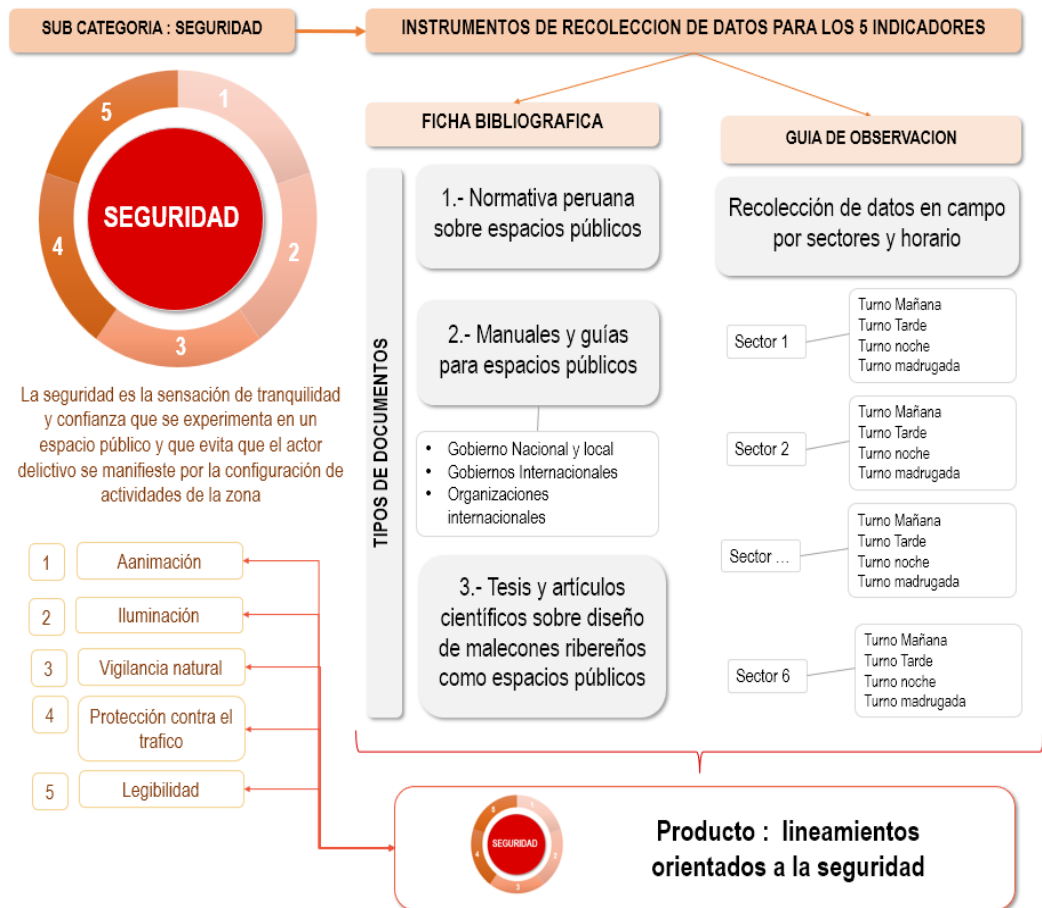 SUB CATEGORIA : SEGURIDAD
INSTRUMENTOS DE RECOLECCION DE DATOS PARA LOS 5 INDICADORES
1
2
3
4
5
SEGURIDAD
La seguridad es la sensación de tranquilidad
y confianza que se experimenta en un
espacio público y que evita que el actor
delictivo se manifieste por la configuración de
actividades de la zona
1
Aanimación
2
Iluminación
3
Vigilancia natural
4
Protección contra el
trafico
5
Legibilidad
FICHA BIBLIOGRAFICA
TIPOS DE DOCUMENTOS
1.- Normativa peruana
sobre espacios públicos
2.- Manuales y guías
para espacios públicos
• Gobierno Nacional y local
• Gobiernos Internacionales
• Organizaciones
internacionales
3.- Tesis y artículos
científicos sobre diseño
de malecones ribereños
como espacios públicos
GUIA DE OBSERVACION
Recolección de datos en campo
por sectores y horario
Sector 1
Turno Mañana
Turno Tarde
Turno noche
Turno madrugada
Sector 2
Turno Mañana
Turno Tarde
Turno noche
Turno madrugada
Sector ...
Turno Mañana
Turno Tarde
Turno noche
Turno madrugada
Sector 6
Turno Mañana
Turno Tarde
Turno noche
Turno madrugada
1
2
3
4
5
SEGURIDAD
Producto : lineamientos
orientados a la seguridad